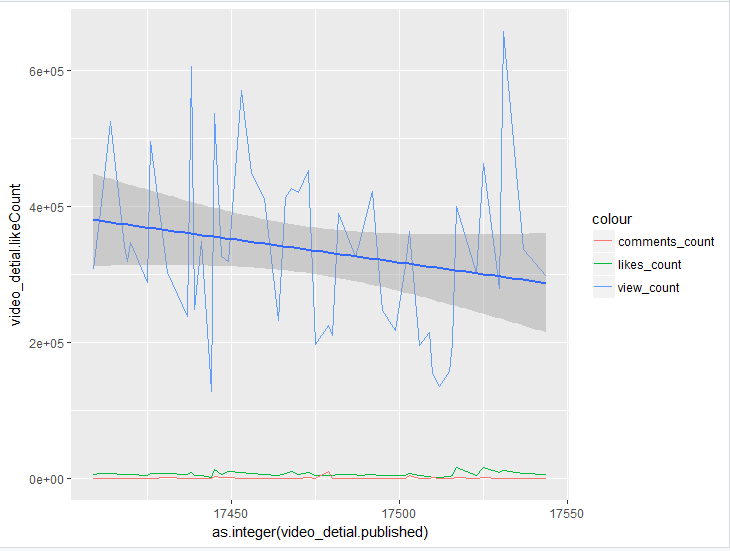 6e+05
4e+05
2e+05
0e+00
video_detial.likeCount
17450
17500
17550
as.integer(video_detial.published)
colour
comments_count
likes_count
view_count